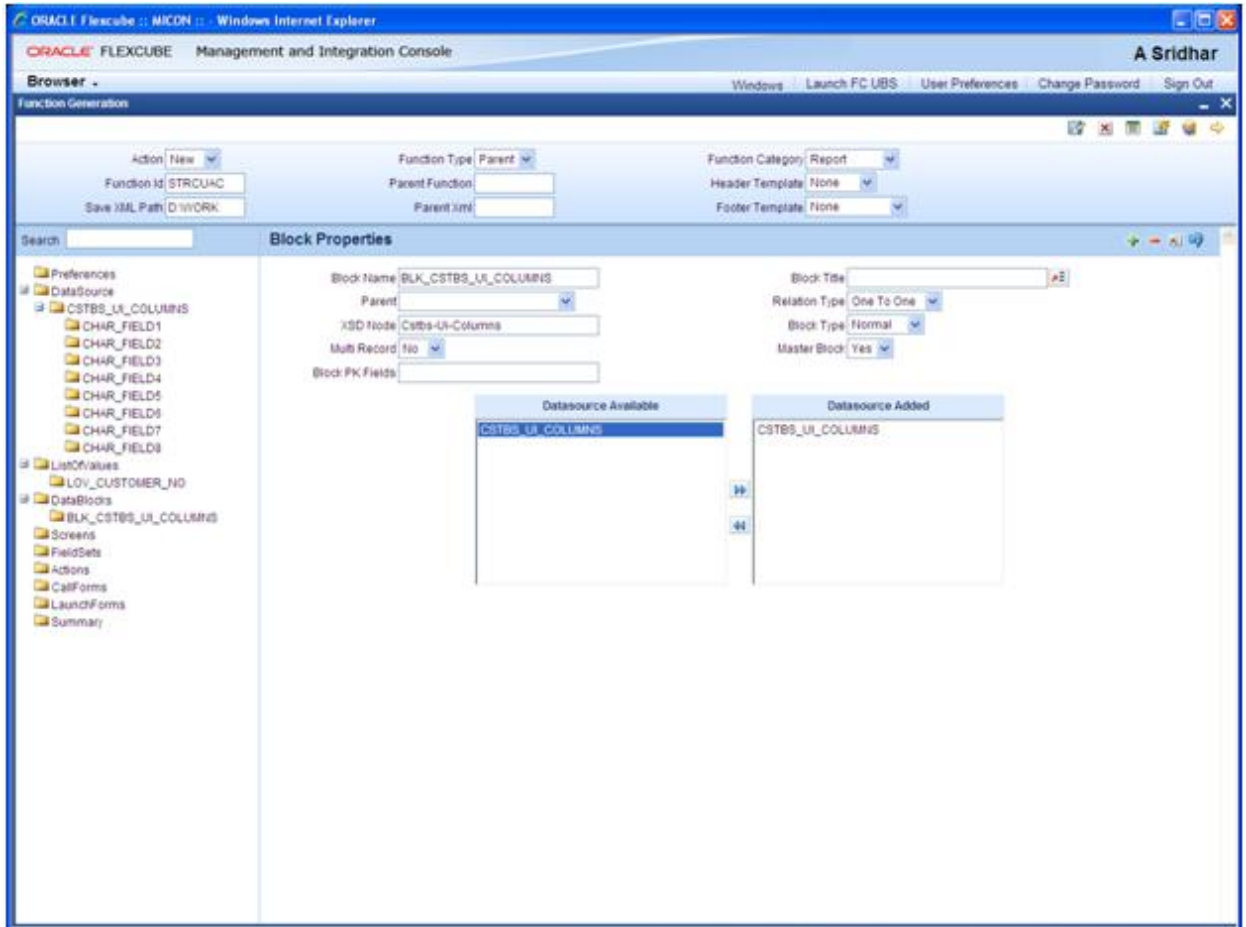 ORACLE Flexcube :: MICON :: - Windows Internet Explorer
ORACLE FLEXCUBE Management and Integration Console
A Sridhar
Browser
Windows Launch FC UBS User Preferences Change Password Sign Out
Function Generation
Action New Function Type Parent Function Category Report
Function Id STRCUAC Parent Function Header Template None
Save XML Path D:\WORK Parent Xml Footer Template None
Search
Block Properties
Preferences
DataSource
CSTBS_UI_COLUMNS
CHAR_FIELD1
CHAR_FIELD2
CHAR_FIELD3
CHAR_FIELD4
CHAR_FIELD5
CHAR_FIELD6
CHAR_FIELD7
CHAR_FIELD8
ListOfValues
LOV_CUSTOMER_NO
DataBlocks
BLK_CSTBS_UI_COLUMNS
Screens
FieldSets
Actions
CallForms
LaunchForms
Summary
Block Name BLK_CSTBS_UI_COLUMNS Block Title
Parent Relation Type One To One
XSD Node Cstbs-UI-Columns Block Type Normal
Multi Record No Master Block Yes
Block PK Fields
Datasource Available Datasource Added
CSTBS_UI_COLUMNS CSTBS_UI_COLUMNS